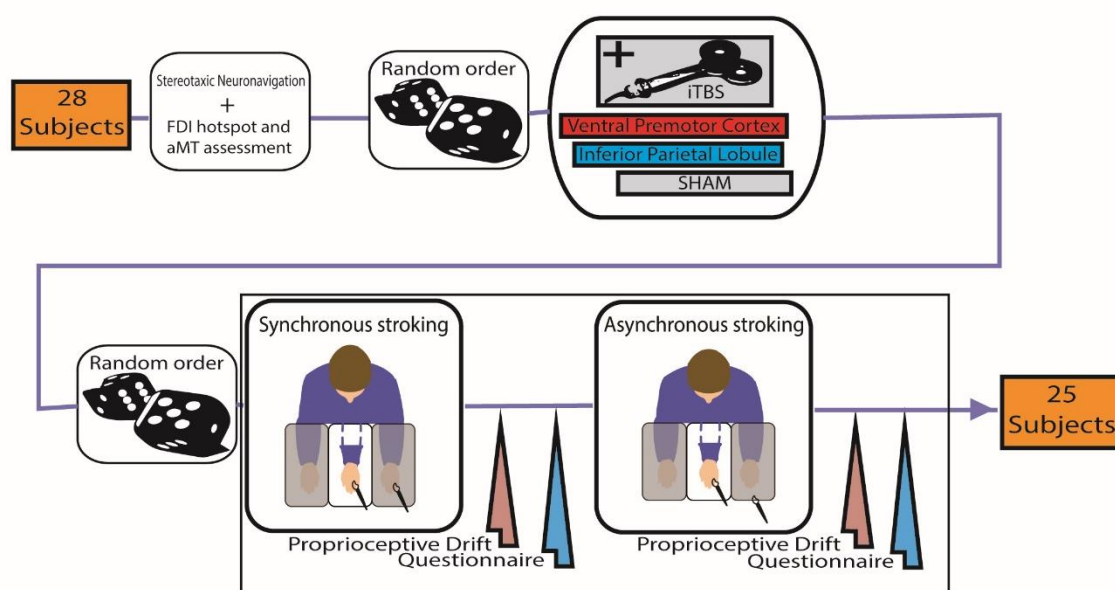 28
Subjects
Stereotaxic Neuronavigation
+
FDI hotspot and
aMT assessment
Random order
+
iTBS
Ventral Premotor Cortex
Inferior Parietal Lobule
SHAM
Random order
Synchronous stroking
Proprioceptive Drift
Questionnaire
Asynchronous stroking
Proprioceptive Drift
Questionnaire
25
Subjects